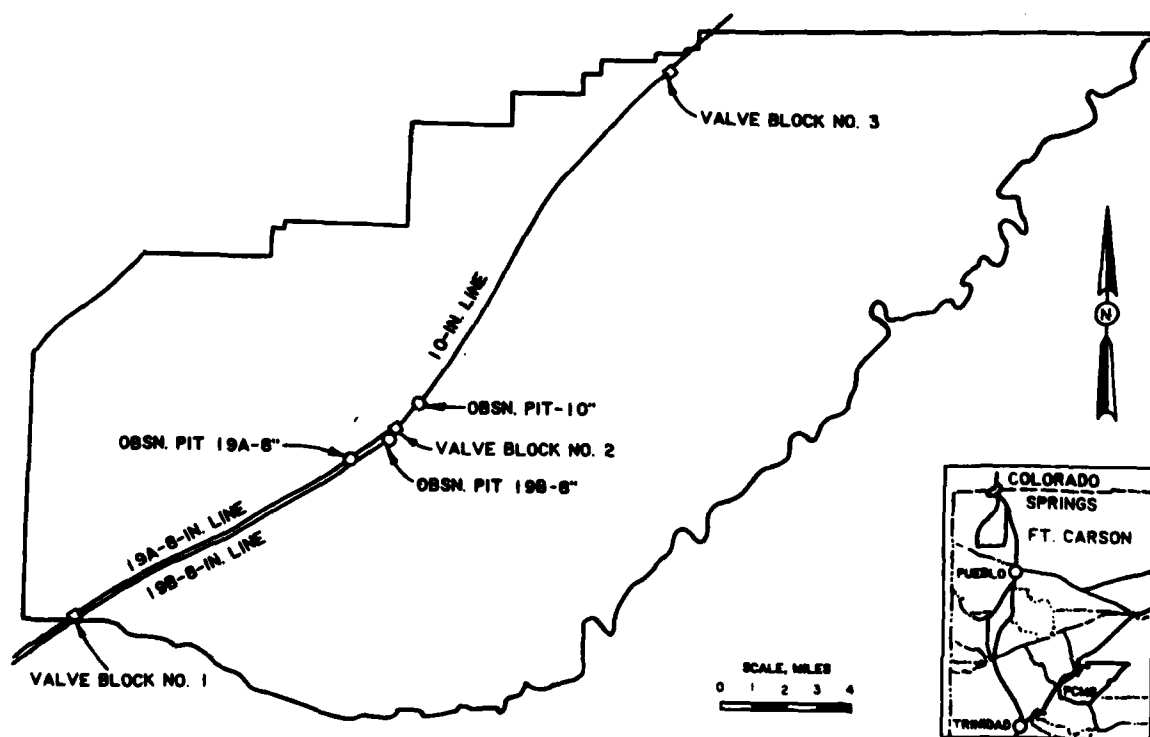 VALVE BLOCK NO. 3
10-IN. LINE
OBSN. PIT-10"
OBSN. PIT 19A-8"
VALVE BLOCK NO. 2
OBSN. PIT 19B-8"
19A-8-IN. LINE
19B-8-IN. LINE
VALVE BLOCK NO. 1
N
SCALE, MILES
0 1 2 3 4
COLORADO
SPRINGS
FT. CARSON
PUEBLO
PCMS
TRINIDAD